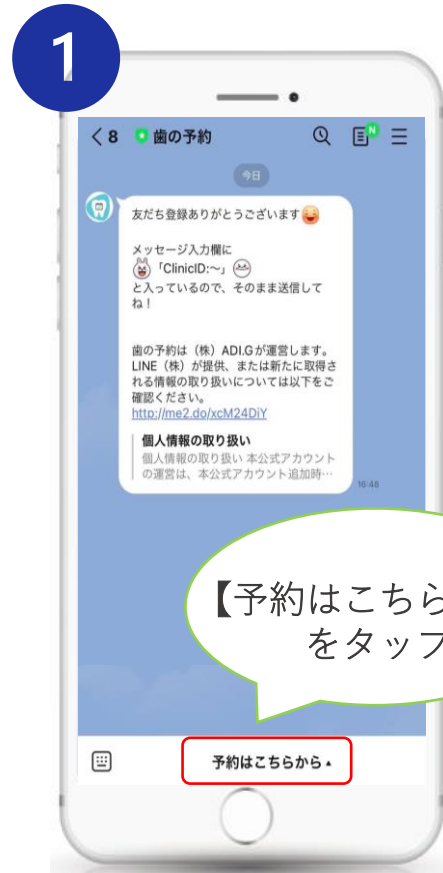 1
8 歯の予約
N
今日
友だち登録ありがとうございます
メッセージ入力欄に
「ClinicID:～」
と入っているので、そのまま送信して
ね！
歯の予約は（株）ADI.Gが運営します。
LINE（株）が提供、または新たに取得さ
れる情報の取り扱いについては以下をご
確認ください。
http://me2.do/xcM24DiY
個人情報の取り扱い
個人情報の取り扱い 本公式アカウント
の運営は、本公式アカウント追加時…
16:48
【予約はこちら
をタップ
予約はこちらから▲